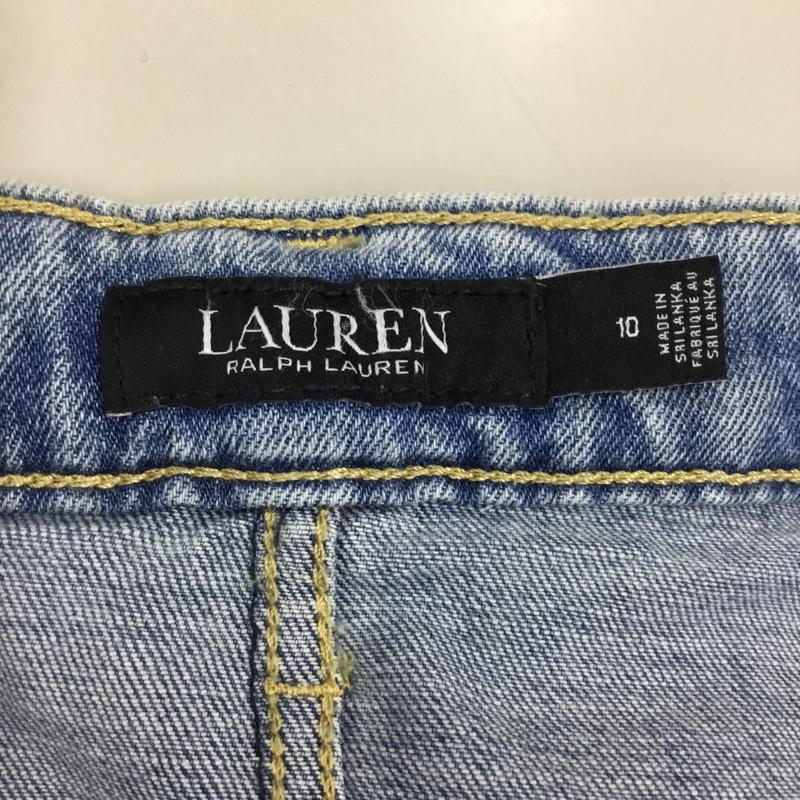 LAUREN
RALPH LAUREN
10
MADE IN
SRI LANKA
FABRIQUÉ AU
SRI LANKA